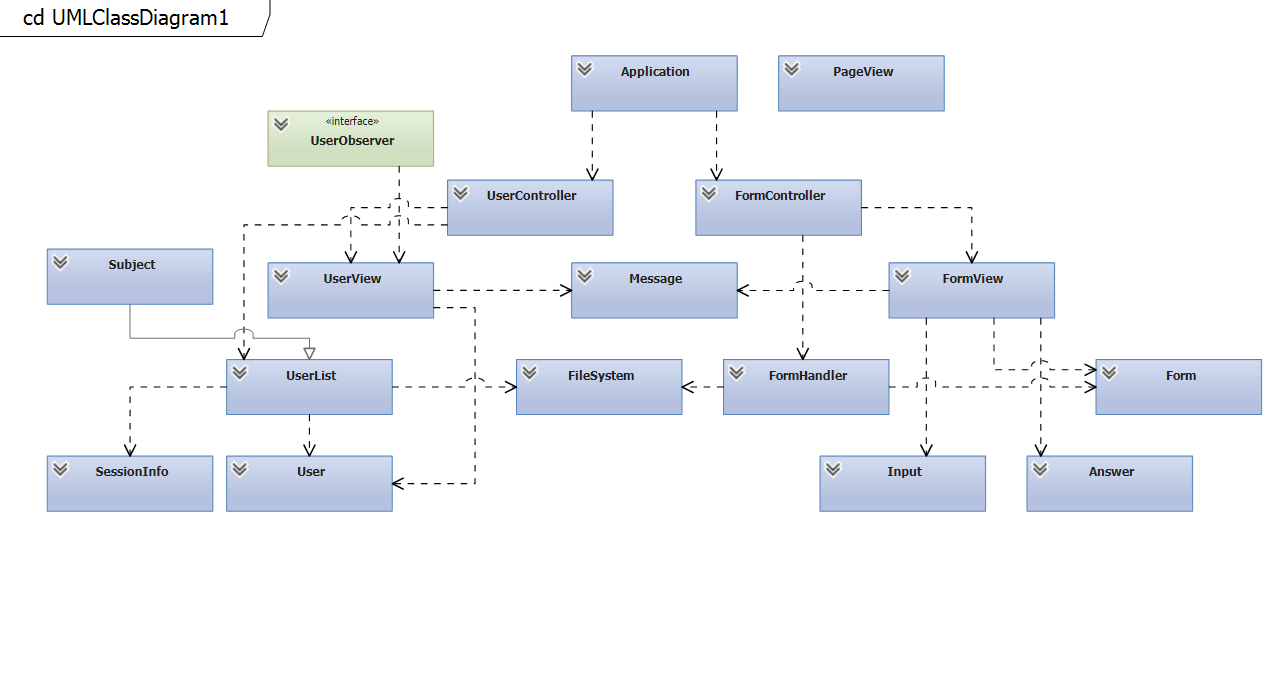 cd UMLClassDiagram1
Application
PageView
«interface»
UserObserver
UserController
FormController
Subject
UserView
Message
FormView
UserList
FileSystem
FormHandler
Form
SessionInfo
User
Input
Answer